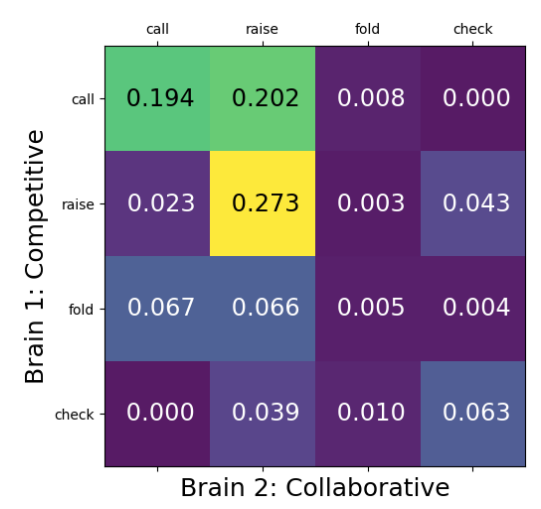 call raise fold check
call 0.194 0.202 0.008 0.000
raise 0.023 0.273 0.003 0.043
fold 0.067 0.066 0.005 0.004
check 0.000 0.039 0.010 0.063
Brain 1: Competitive
Brain 2: Collaborative